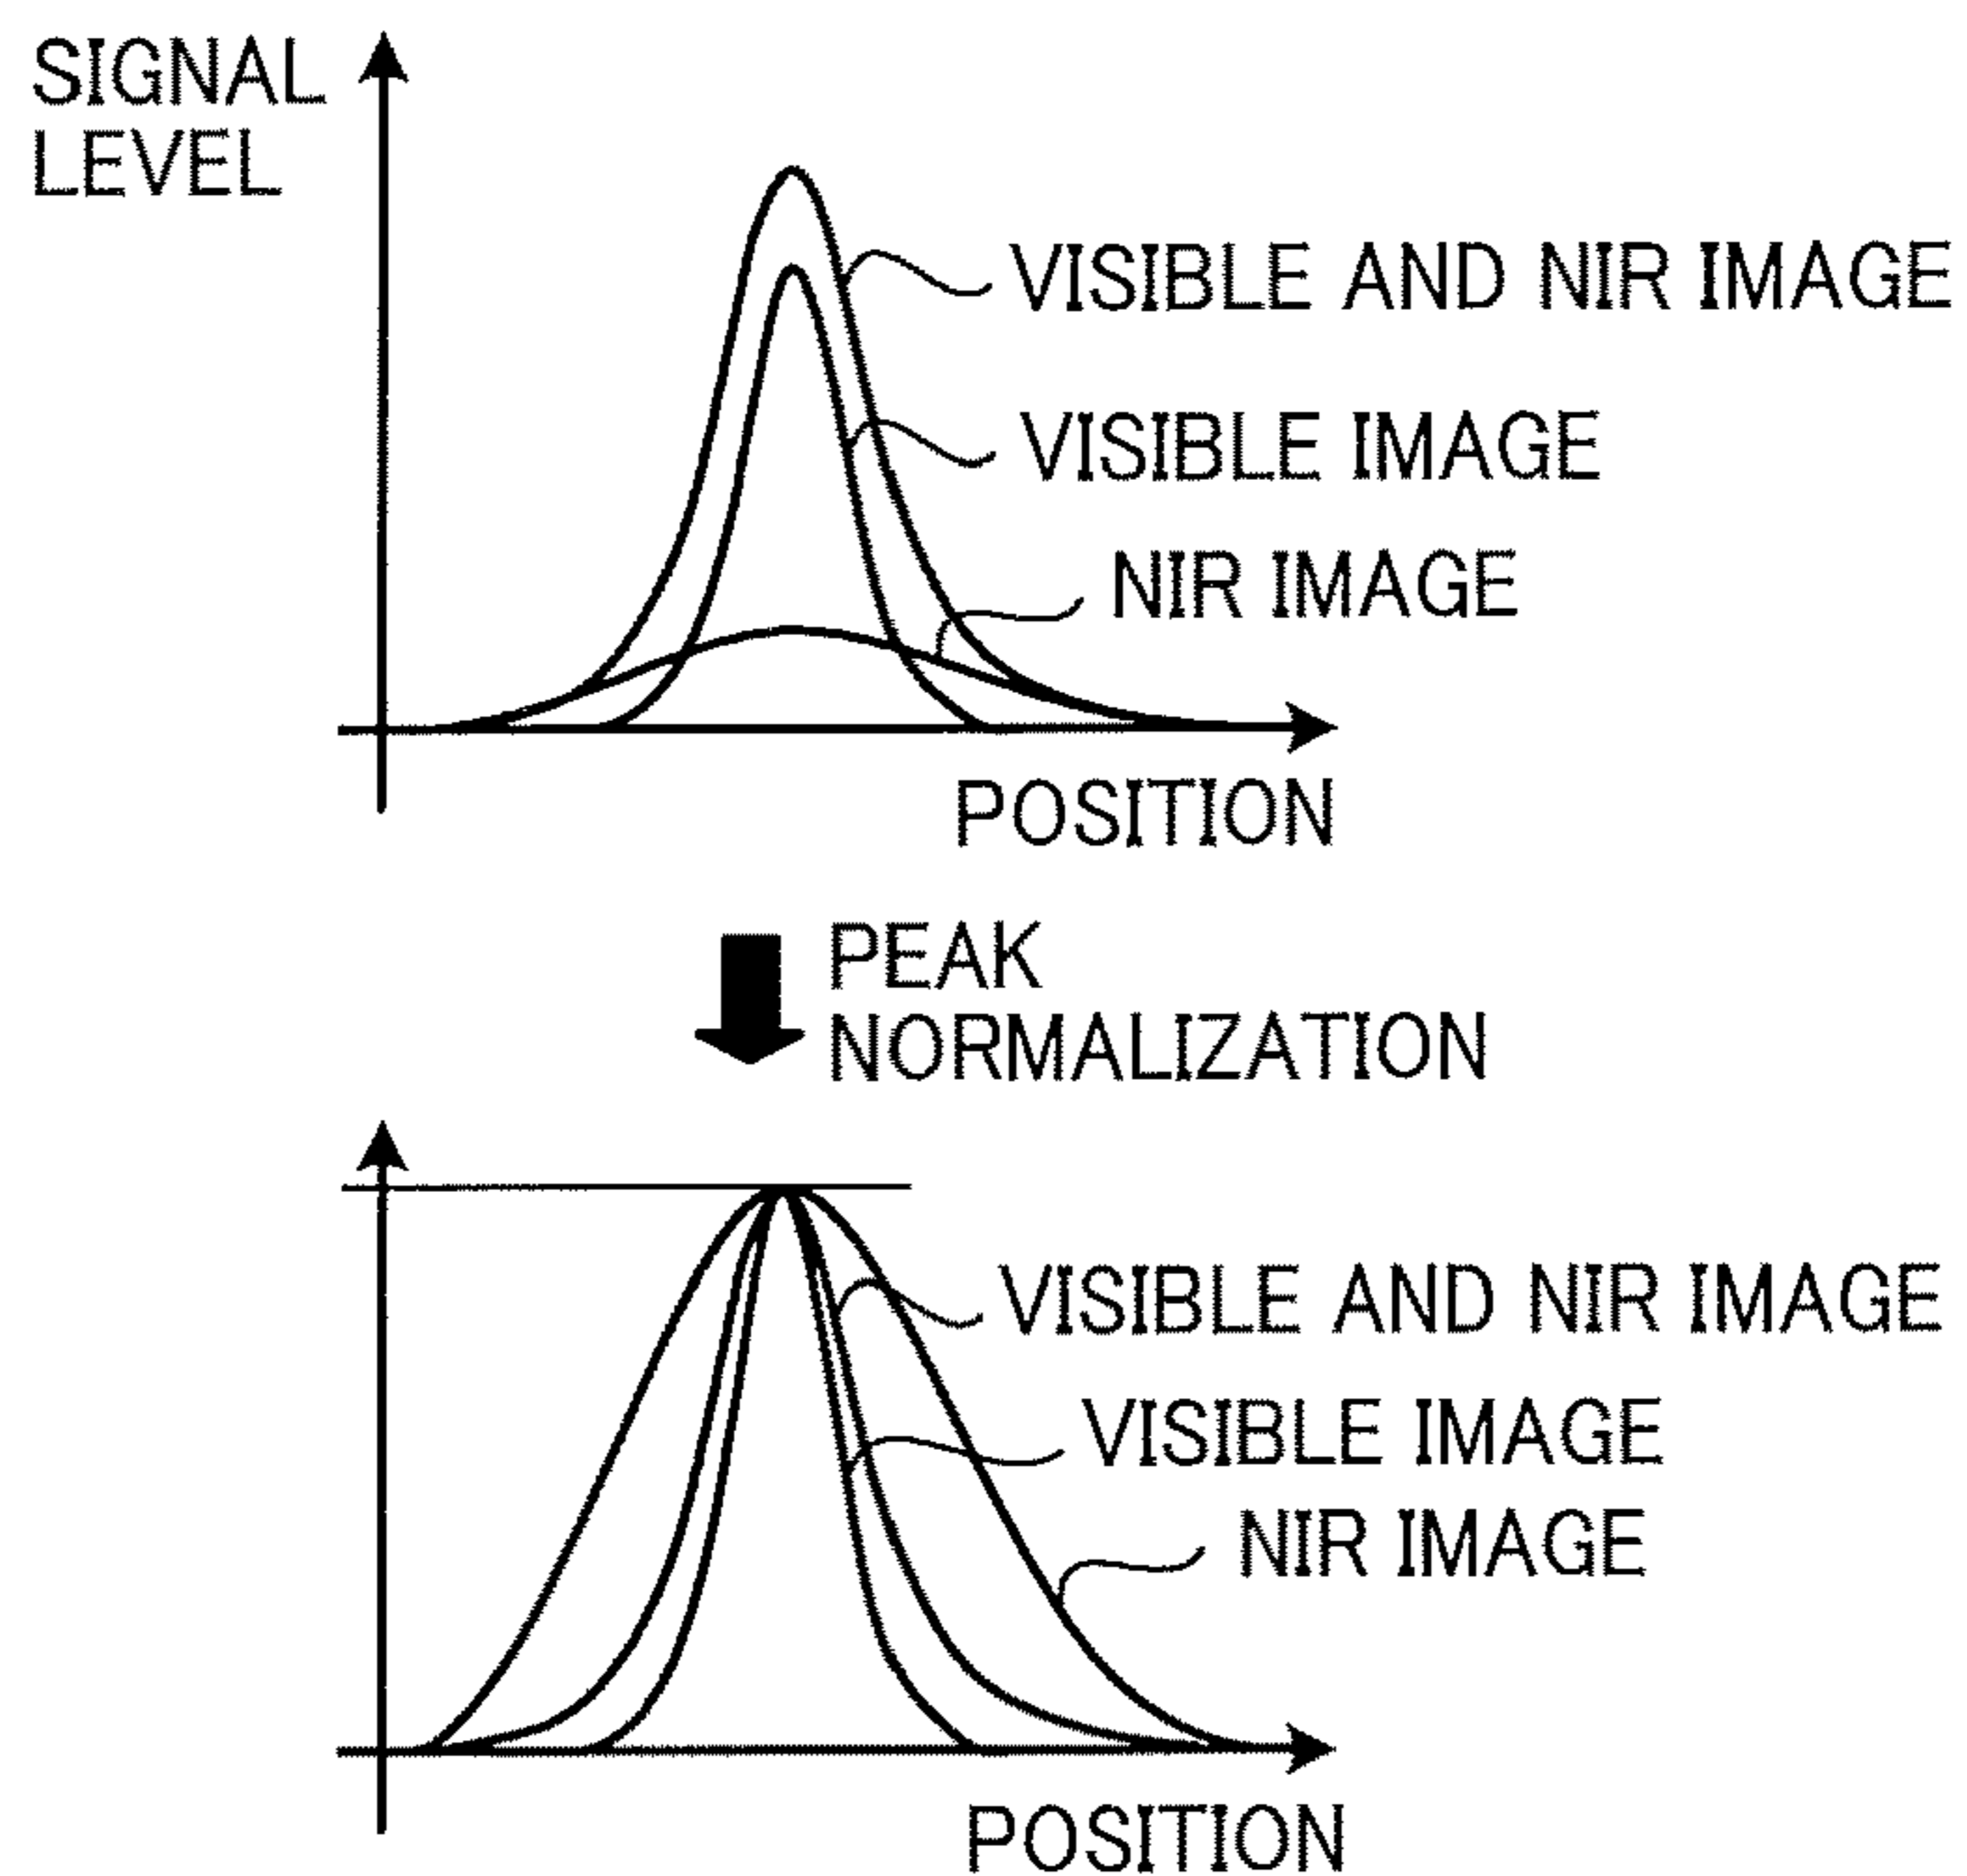 SIGNAL
LEVEL
VISIBLE AND NIR IMAGE
VISIBLE IMAGE
NIR IMAGE
POSITION
PEAK
NORMALIZATION
VISIBLE AND NIR IMAGE
VISIBLE IMAGE
NIR IMAGE
POSITION